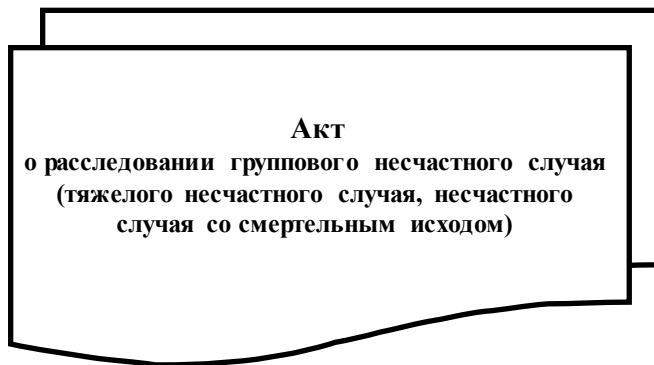 Акт
о расследовании группового несчастного случая
(тяжелого несчастного случая, несчастного
случая со смертельным исходом)